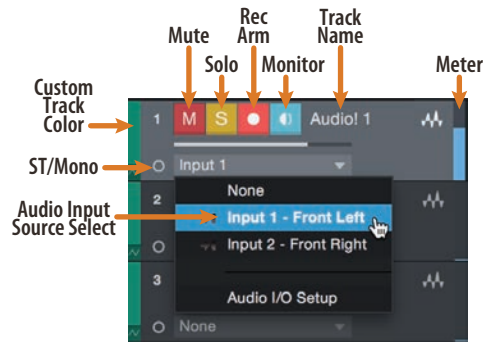 Rec
Arm
Track
Name
Mute
Solo
Monitor
Meter
Custom
Track
Color
1 M S Audio! 1
ST/Mono
Input 1
None
2
Audio Input
Source Select
Input 1 - Front Left
Input 2 - Front Right
3
Audio I/O Setup
None